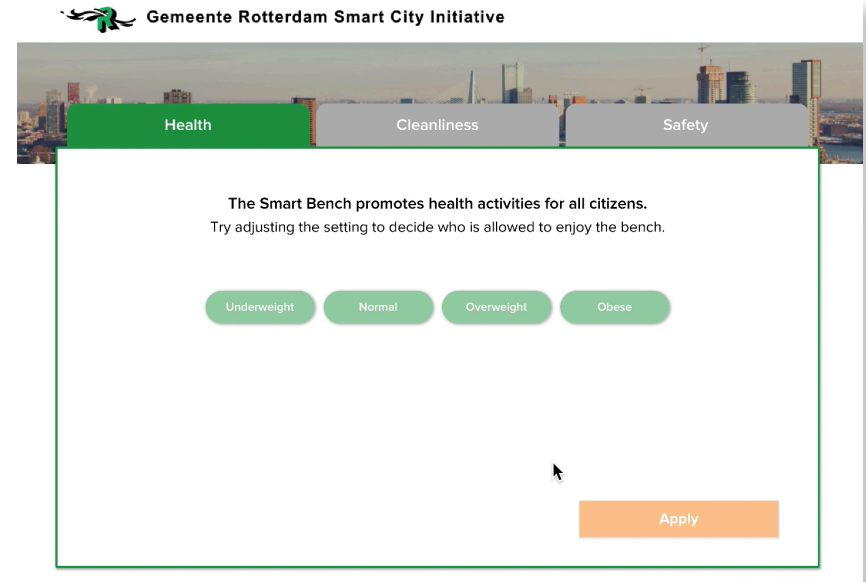 Gemeente Rotterdam Smart City Initiative
Health
Cleanliness
Safety
The Smart Bench promotes health activities for all citizens.
Try adjusting the setting to decide who is allowed to enjoy the bench.
Underweight
Normal
Overweight
Obese
Apply